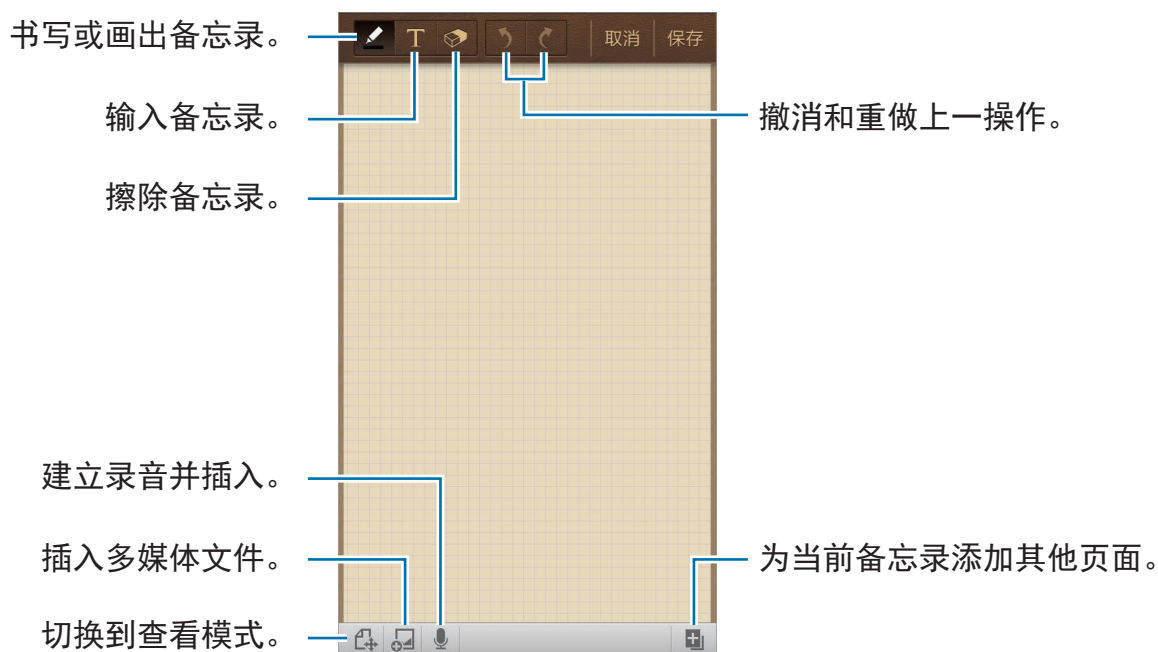 书写或画出备忘录。
T
取消
保存
输入备忘录。
撤消和重做上一操作。
擦除备忘录。
建立录音并插入。
插入多媒体文件。
为当前备忘录添加其他页面。
切换到查看模式。